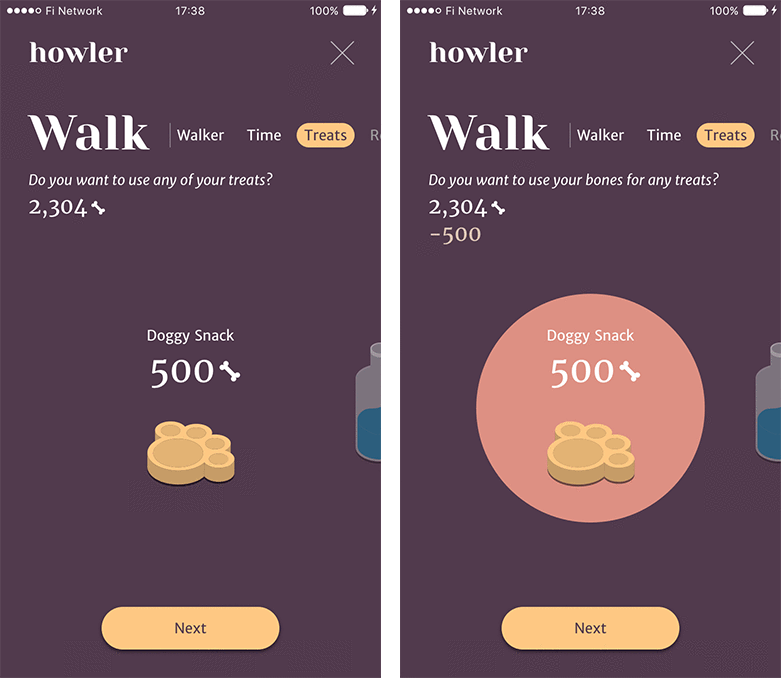 Fi Network 17:38 100%
howler
Walk Walker Time Treats
Do you want to use any of your treats?
2,304
Doggy Snack
500
Next
Fi Network 17:38 100%
howler
Walk Walker Time Treats
Do you want to use your bones for any treats?
2,304
-500
Doggy Snack
500
Next